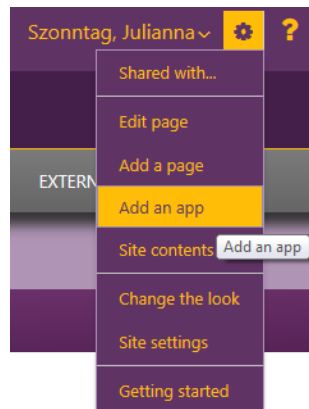 Szonntag, Julianna
?
Shared with...
Edit page
Add a page
EXTERN
Add an app
Site contents
Add an app
Change the look
Site settings
Getting started